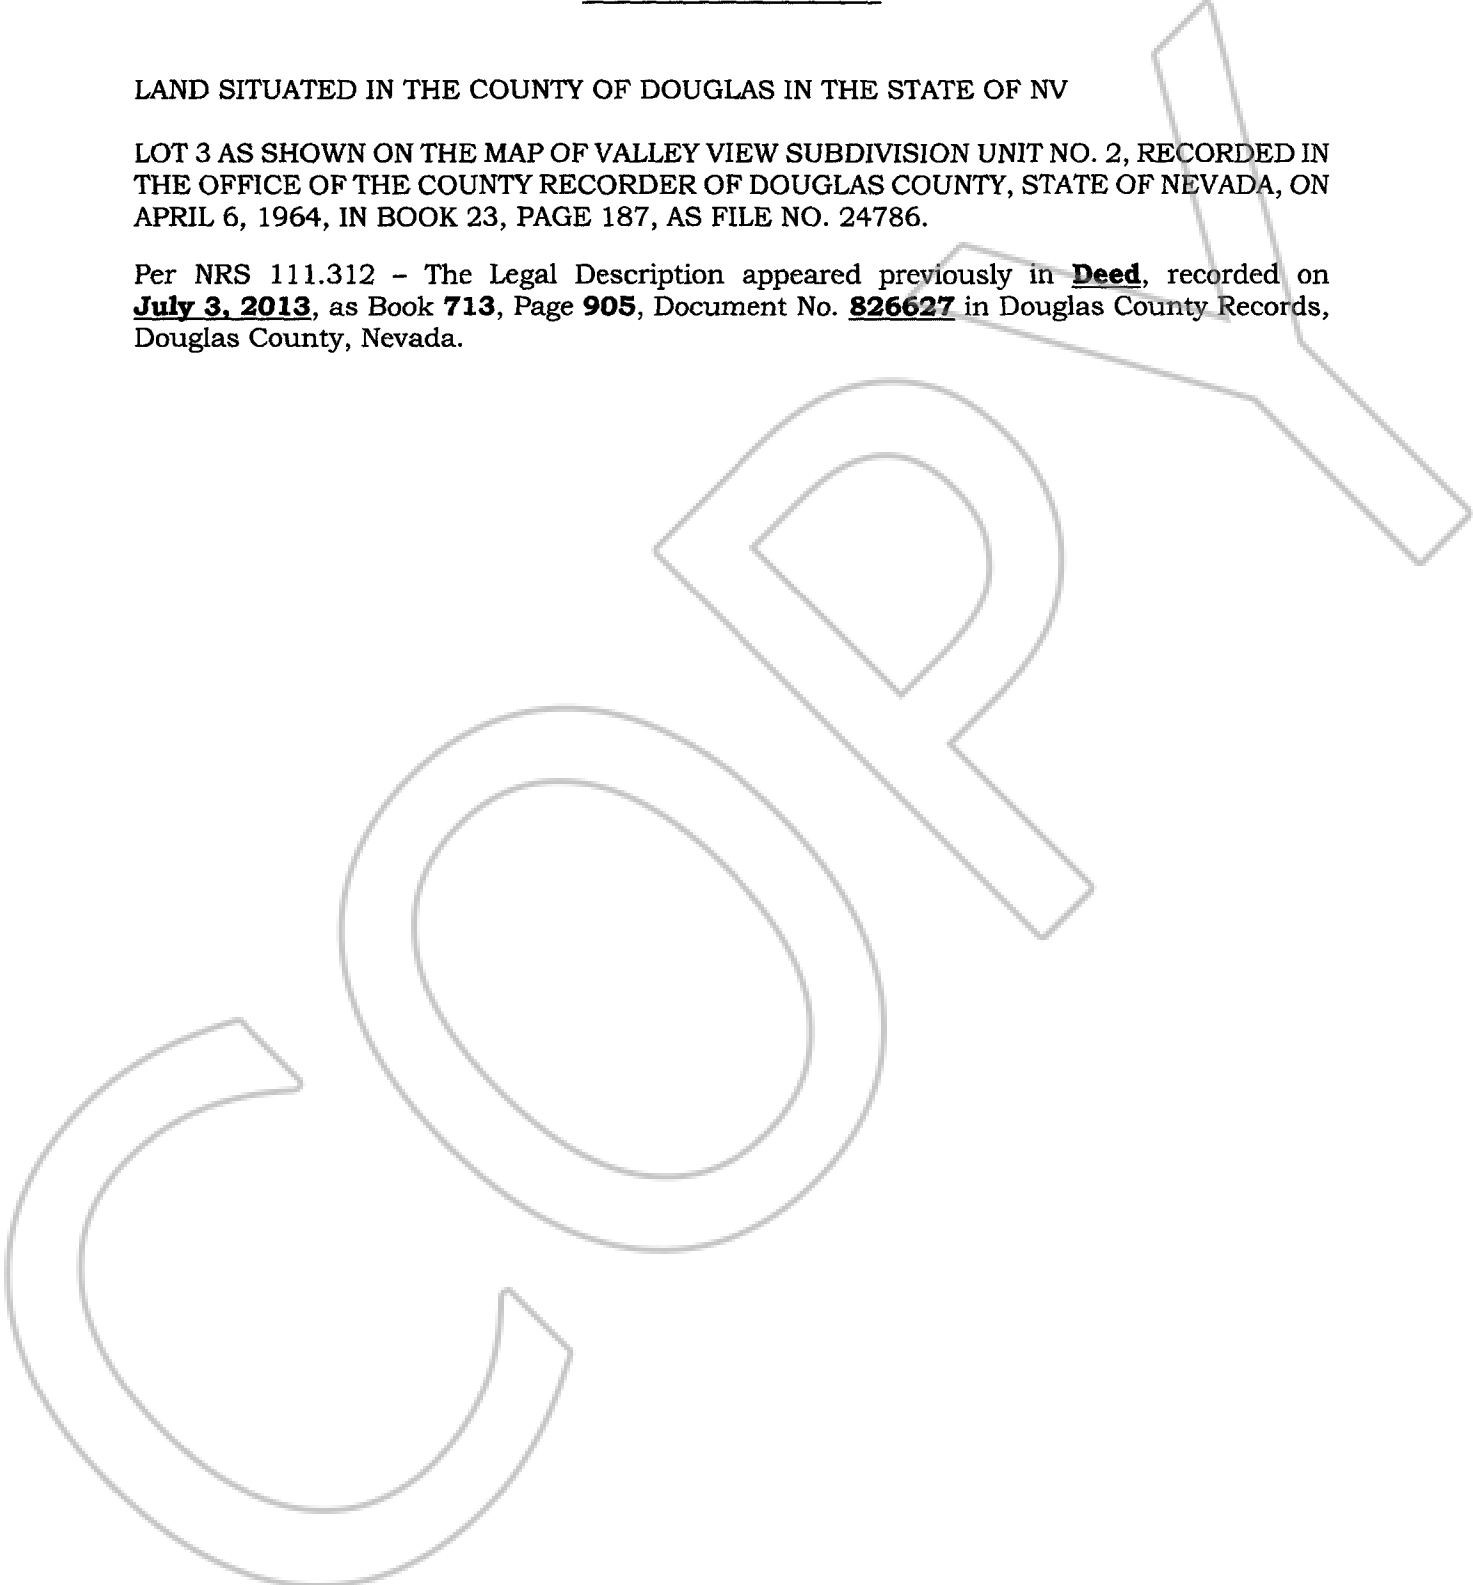 LAND SITUATED IN THE COUNTY OF DOUGLAS IN THE STATE OF NV
LOT 3 AS SHOWN ON THE MAP OF VALLEY VIEW SUBDIVISION UNIT NO. 2, RECORDED IN
THE OFFICE OF THE COUNTY RECORDER OF DOUGLAS COUNTY, STATE OF NEVADA, ON
APRIL 6, 1964, IN BOOK 23, PAGE 187, AS FILE NO. 24786.
Per NRS 111.312 – The Legal Description appeared previously in Deed, recorded on
July 3, 2013, as Book 713, Page 905, Document No. 826627 in Douglas County Records,
Douglas County, Nevada.
COPY